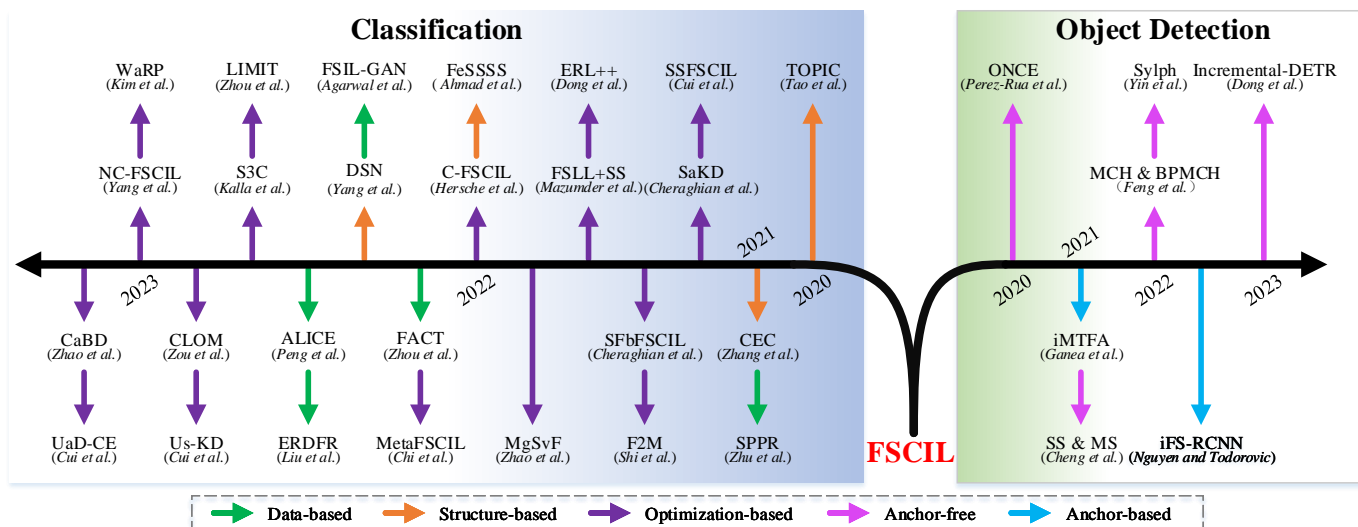 Classification
Object Detection
WaRP
(Kim et al.)
LIMIT
(Zhou et al.)
FSIL-GAN
(Agarwal et al.)
FeSSSS
( Ahmad et al.)
ERL++
(Dong et al.)
SSFSCIL
(Cui et al.)
TOPIC
(Tao et al.)
ONCE
(Perez-Rua et al.)
Sylph
(Yin et al.)
Incremental-DETR
(Dong et al.)
NC-FSCIL
(Yang et al.)
S3C
(Kalla et al.)
DSN
(Yang et al.)
C-FSCIL
(Hersche et al.)
FSLL+SS
(Mazumder et al.)
SaKD
(Cheraghian et al.)
MCH & BPMCH
(Feng et al.）
2021
2021
2023
2022
2020
2020
2022
2023
CaBD
(Zhao et al.)
CLOM
(Zou et al.)
ALICE
(Peng et al.)
FACT
(Zhou et al.)
SFbFSCIL
(Cheraghian et al.)
CEC
(Zhang et al.)
iMTFA
(Ganea et al.)
UaD-CE
(Cui et al.)
Us-KD
(Cui et al.)
ERDFR
(Liu et al.)
MetaFSCIL
(Chi et al.)
MgSvF
(Zhao et al.)
F2M
(Shi et al.)
SPPR
(Zhu et al.)
FSCIL
SS & MS
(Cheng et al.)
iFS-RCNN
(Nguyen and Todorovic)
Data-based
Structure-based
Optimization-based
Anchor-free
Anchor-based